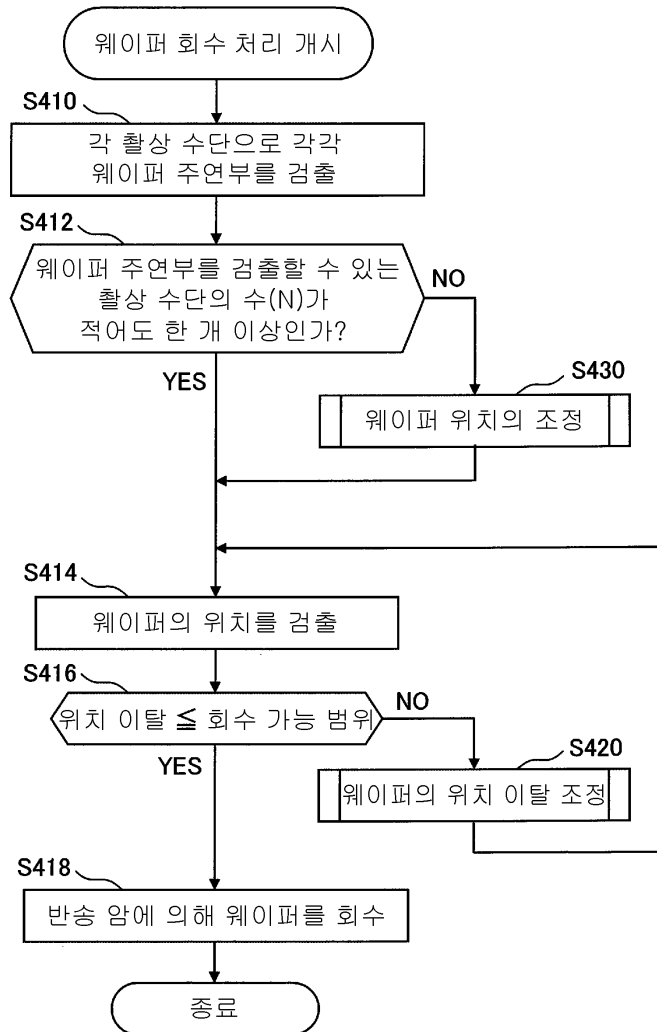 웨이퍼 회수 처리 개시
S410
각 촬상 수단으로 각각
웨이퍼 주연부를 검출
S412
웨이퍼 주연부를 검출할 수 있는
촬상 수단의 수(N)가
적어도 한 개 이상인가?
NO
YES
S430
웨이퍼 위치의 조정
S414
웨이퍼의 위치를 검출
S416
위치 이탈 ≦ 회수 가능 범위
NO
YES
S420
웨이퍼의 위치 이탈 조정
S418
반송 암에 의해 웨이퍼를 회수
종료